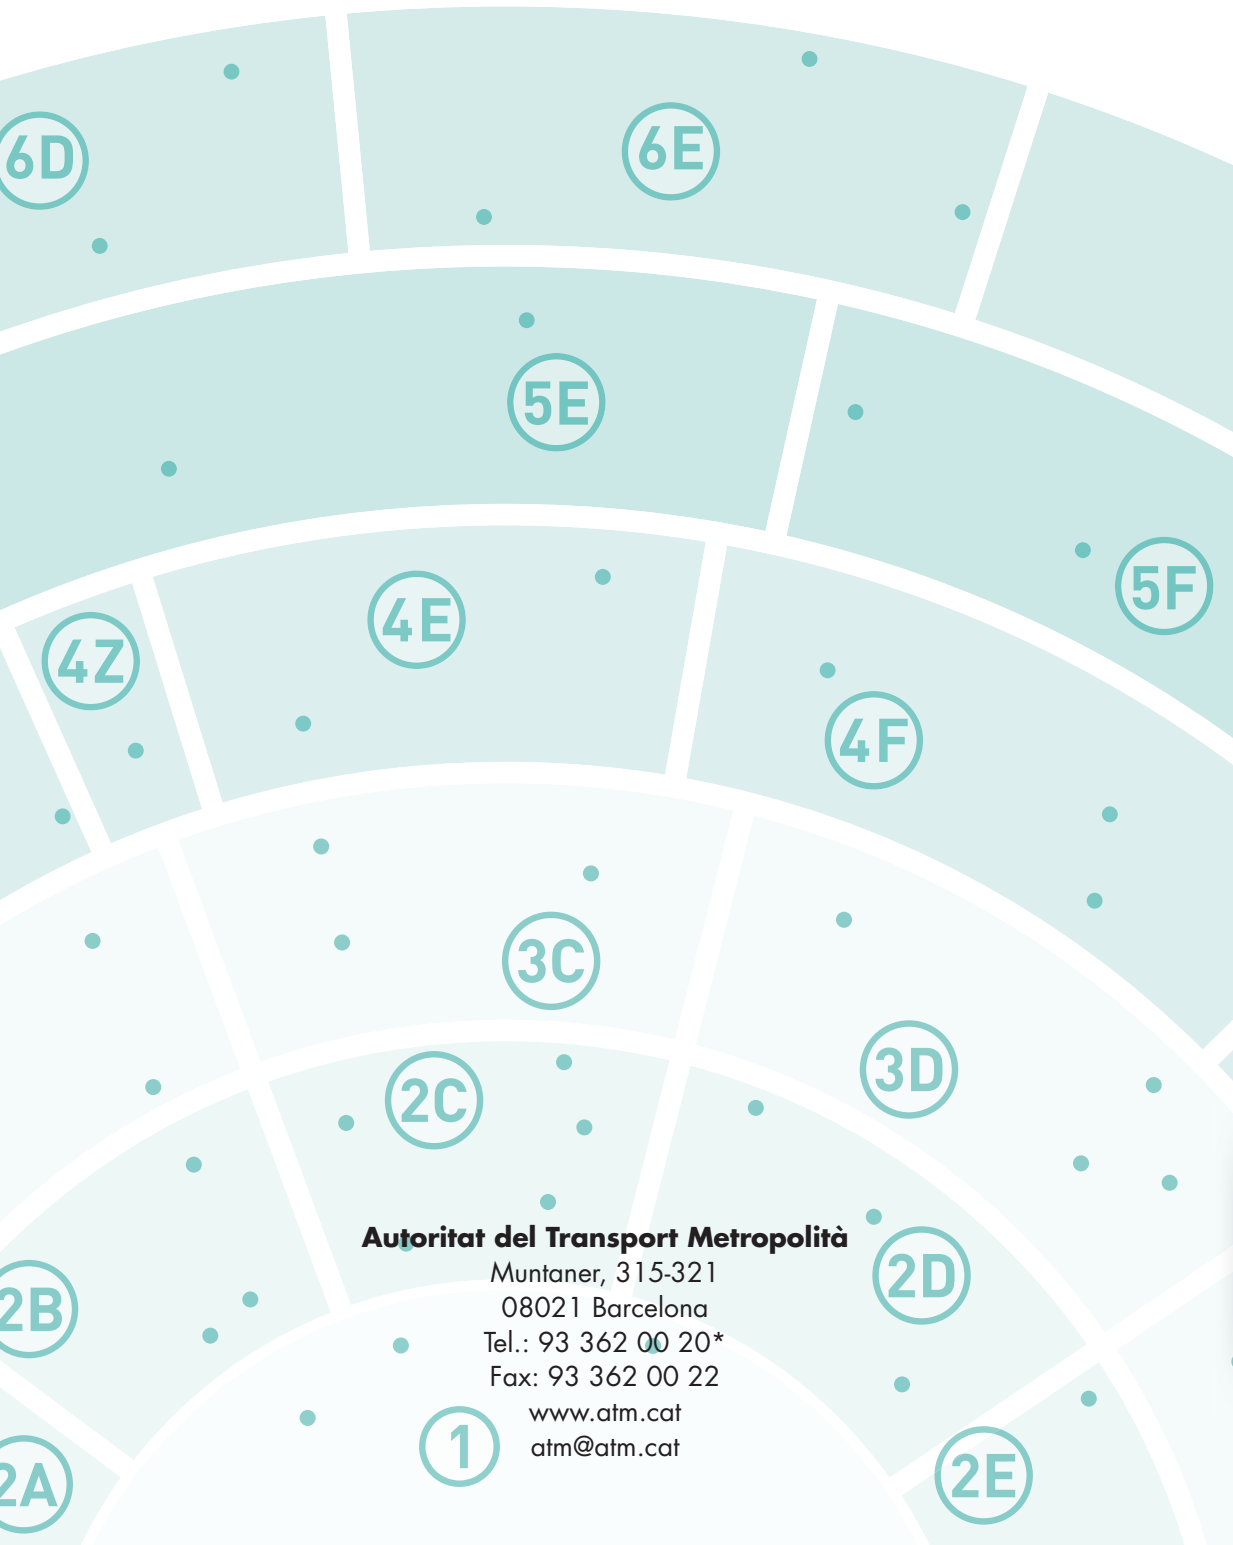 6D
6E
5E
5F
4Z
4E
4F
3C
3D
2C
Autoritat del Transport Metropolità
Muntaner, 315-321
08021 Barcelona
Tel.: 93 362 00 20*
Fax: 93 362 00 22
www.atm.cat
atm@atm.cat
2B
2D
1
2A
2E